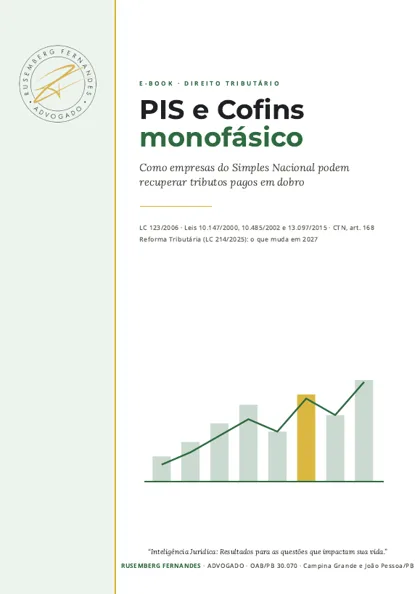 RUSEMBERG FERNANDES
• ADVOGADO •
E-BOOK · DIREITO TRIBUTÁRIO
PIS e Cofins
monofásico
Como empresas do Simples Nacional podem
recuperar tributos pagos em dobro
LC 123/2006 · Leis 10.147/2000, 10.485/2002 e 13.097/2015 · CTN, art. 168
Reforma Tributária (LC 214/2025): o que muda em 2027
"Inteligência Jurídica: Resultados para as questões que impactam sua vida."
RUSEMBERG FERNANDES · ADVOGADO · OAB/PB 30.070 · Campina Grande e João Pessoa/PB